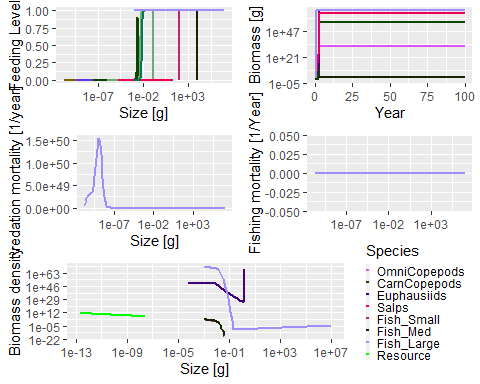 Feeding Level
1.00
0.75
0.50
0.25
0.00
1e-07 1e-02 1e+03
Size [g]
Biomass [g]
1e+47
1e+21
1e-05
0 25 50 75 100
Year
redation mortality [1/year]
1.5e+50
1.0e+50
5.0e+49
0.0e+00
1e-07 1e-02 1e+03
Size [g]
Fishing mortality [1/Year]
0.050
0.025
0.000
-0.025
-0.050
1e-07 1e-02 1e+03
Size [g]
Biomass density
1e+63
1e+46
1e+29
1e+12
1e-05
1e-22
1e-13 1e-09 1e-05 1e-01 1e+03 1e+07
Size [g]
Species
OmniCopepods
CarnCopepods
Euphausiids
Salps
Fish_Small
Fish_Med
Fish_Large
Resource